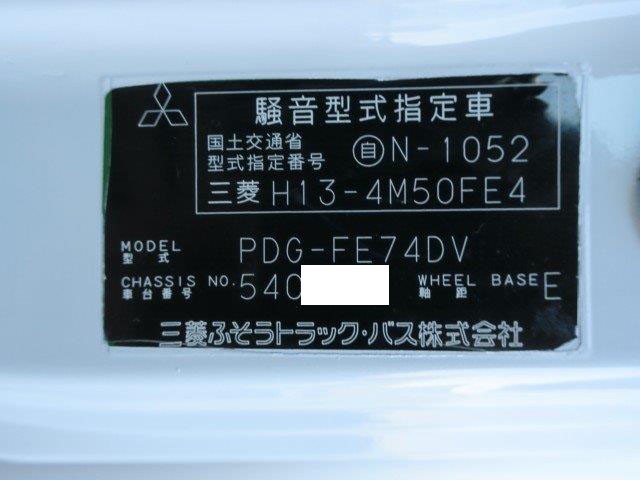 騒音型式指定車
国土交通省
型式指定番号 自N-1052
三菱 H13-4M50FE4
MODEL
型式 PDG-FE74DV
CHASSIS NO. 540 WHEEL BASE E
車台番号 軸距
三菱ふそうトラック・バス株式会社